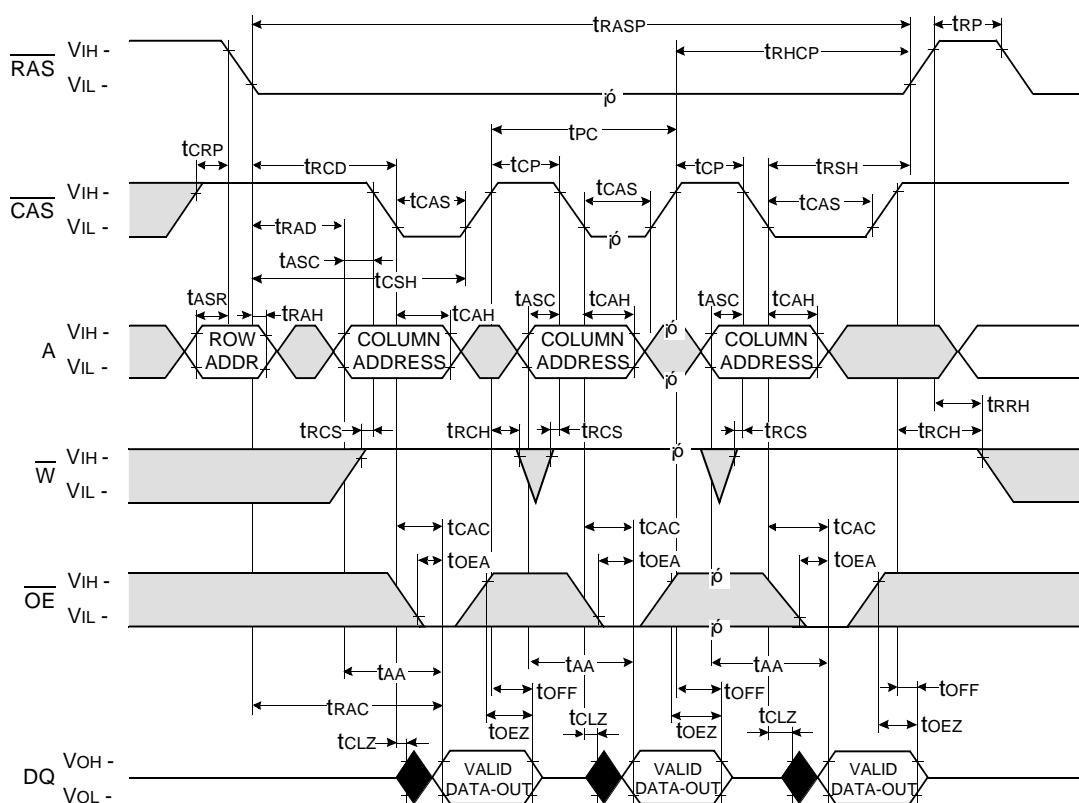 tRASP
tRP
RAS
VIH -
VIL -
tRHCP
¡ó
tCRP
tRCD
tCP
tPC
tCP
tRSH
CAS
VIH -
VIL -
tCAS
tCAS
tCAS
¡ó
tRAD
tASC
tCSH
tASR
tRAH
tCAH
tASC
tCAH
tASC
tCAH
A
VIH -
VIL -
ROW
ADDR
COLUMN
ADDRESS
COLUMN
ADDRESS
COLUMN
ADDRESS
¡ó
¡ó
tRRH
tRCS
tRCH
tRCS
tRCS
tRCH
W
VIH -
VIL -
¡ó
tCAC
tCAC
tCAC
tOEA
tOEA
tOEA
OE
VIH -
VIL -
¡ó
¡ó
tAA
tAA
tAA
tOFF
tOFF
tOFF
tRAC
tCLZ
tOEZ
tCLZ
tOEZ
tCLZ
tOEZ
DQ
VOH -
VOL -
VALID
DATA-OUT
VALID
DATA-OUT
VALID
DATA-OUT